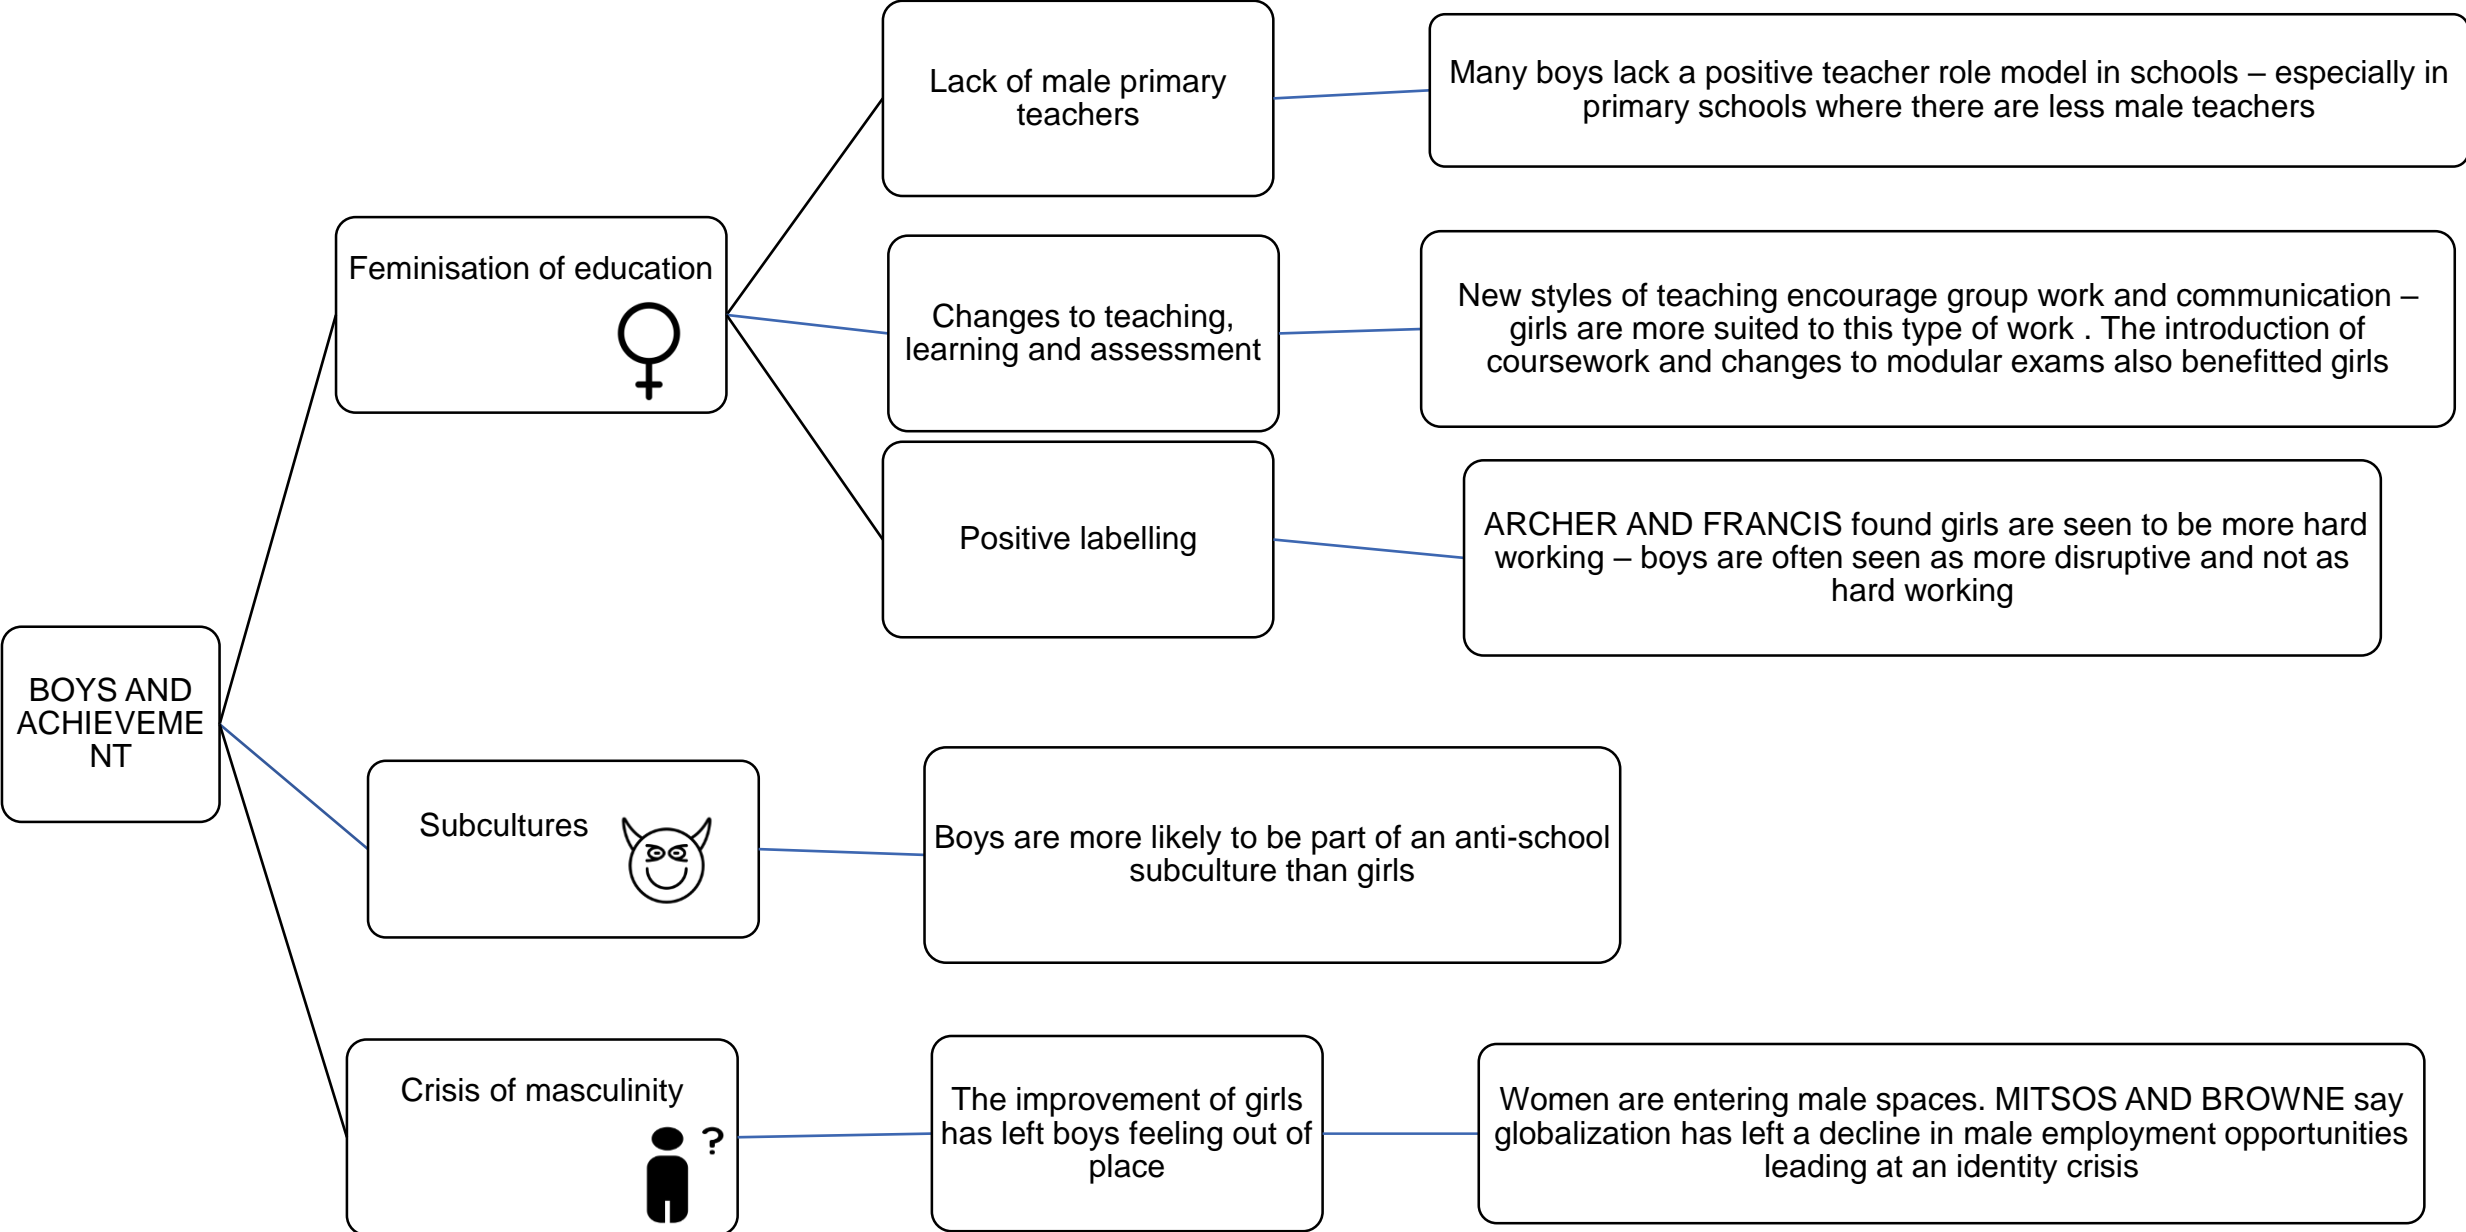 BOYS AND
ACHIEVEME
NT
Feminisation of education
Lack of male primary
teachers
Many boys lack a positive teacher role model in schools – especially in
primary schools where there are less male teachers
Changes to teaching,
learning and assessment
New styles of teaching encourage group work and communication –
girls are more suited to this type of work . The introduction of
coursework and changes to modular exams also benefitted girls
Positive labelling
ARCHER AND FRANCIS found girls are seen to be more hard
working – boys are often seen as more disruptive and not as
hard working
Subcultures
Boys are more likely to be part of an anti-school
subculture than girls
Crisis of masculinity
?
The improvement of girls
has left boys feeling out of
place
Women are entering male spaces. MITSOS AND BROWNE say
globalization has left a decline in male employment opportunities
leading at an identity crisis